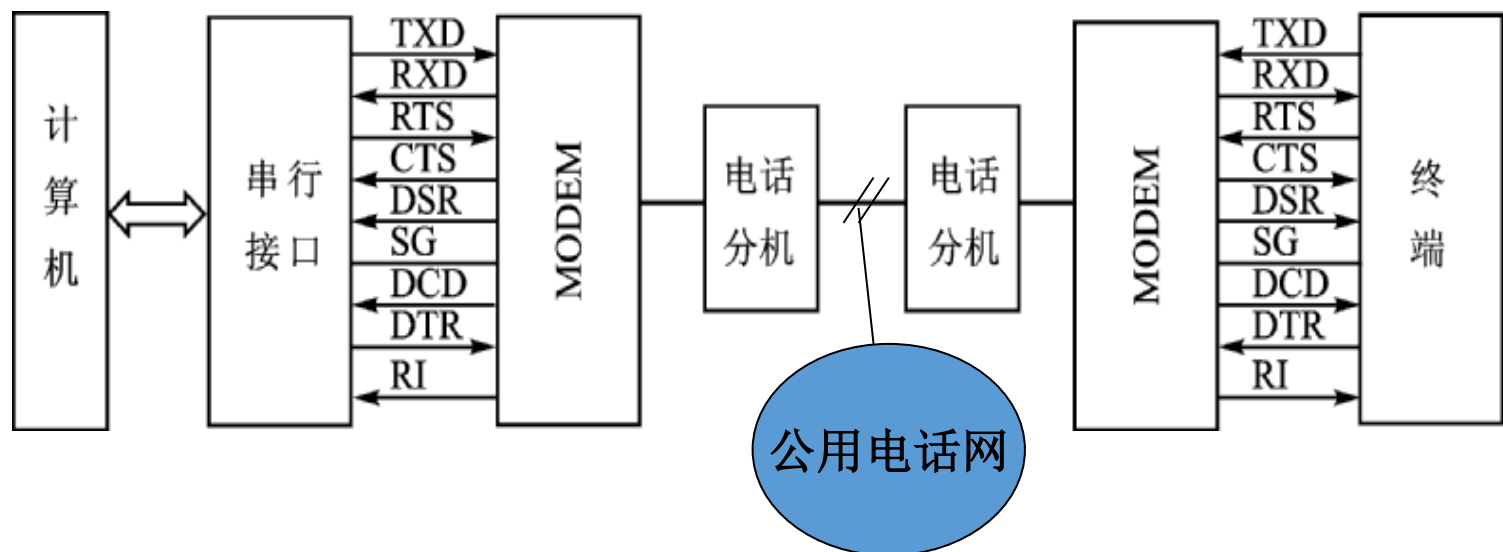 计算机
串行
接口
TXD
RXD
RTS
CTS
DSR
SG
DCD
DTR
RI
MODEM
电话
分机
电话
分机
公用电话网
MODEM
TXD
RXD
RTS
CTS
DSR
SG
DCD
DTR
RI
终端